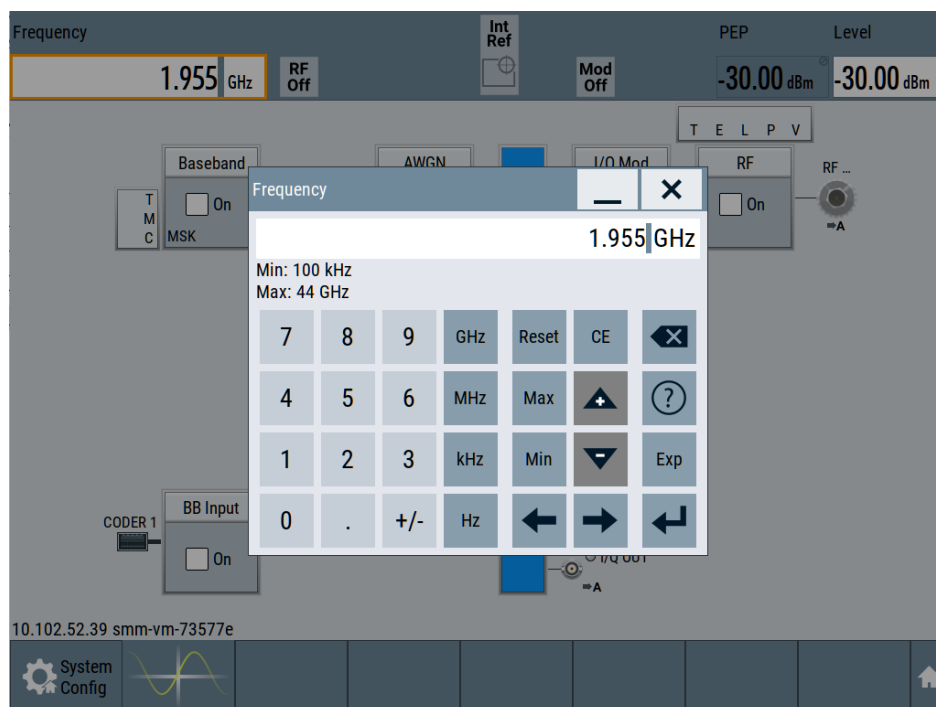 Frequency
Int
Ref
PEP
Level
1.955 GHz
RF
Off
Mod
Off
-30.00 dBm
-30.00 dBm
T E L P V
Baseband
AWGN
I/Q Mod
RF
RF ...
T
M
C
On
MSK
On
A
Frequency
1.955 GHz
Min: 100 kHz
Max: 44 GHz
7 8 9 GHz Reset CE
4 5 6 MHz Max + ?
1 2 3 kHz Min - Exp
0 . +/- Hz
BB Input
CODER 1
On
I/Q OUT
A
10.102.52.39 smm-vm-73577e
System
Config